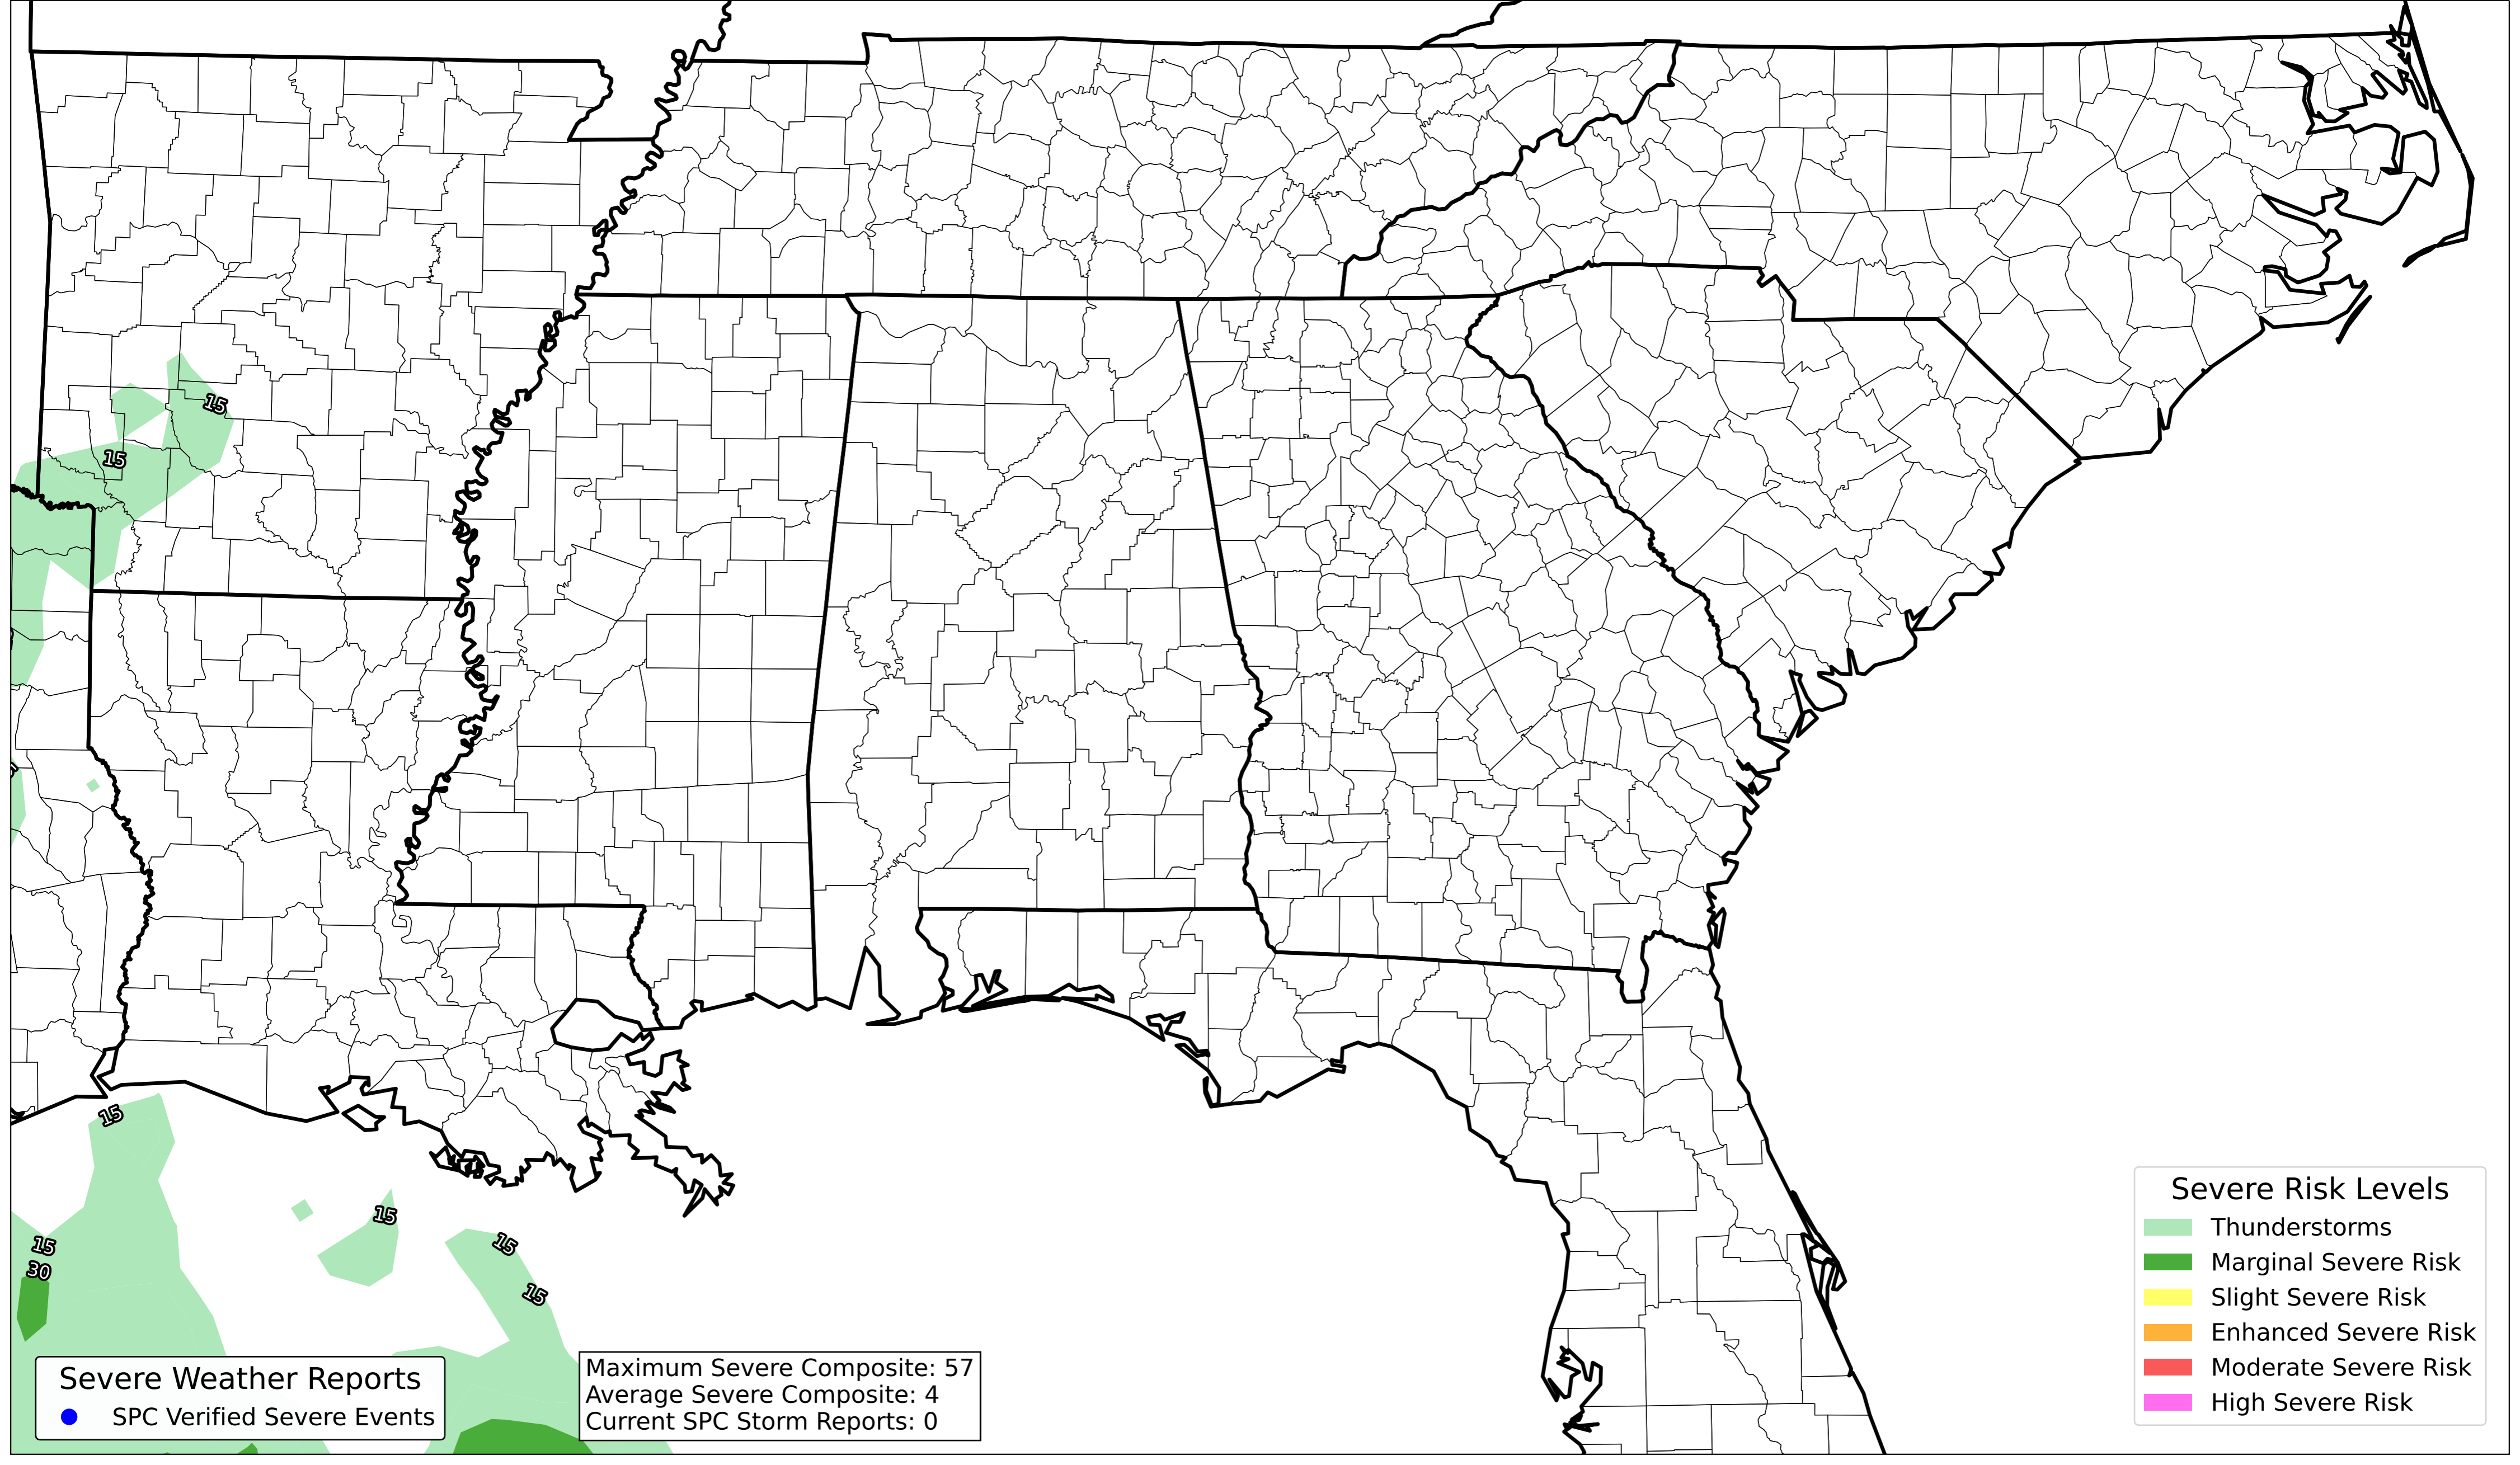 15
15
15
15
30
15
15
15
Severe Weather Reports
SPC Verified Severe Events
Maximum Severe Composite: 57
Average Severe Composite: 4
Current SPC Storm Reports: 0
Severe Risk Levels
Thunderstorms
Marginal Severe Risk
Slight Severe Risk
Enhanced Severe Risk
Moderate Severe Risk
High Severe Risk